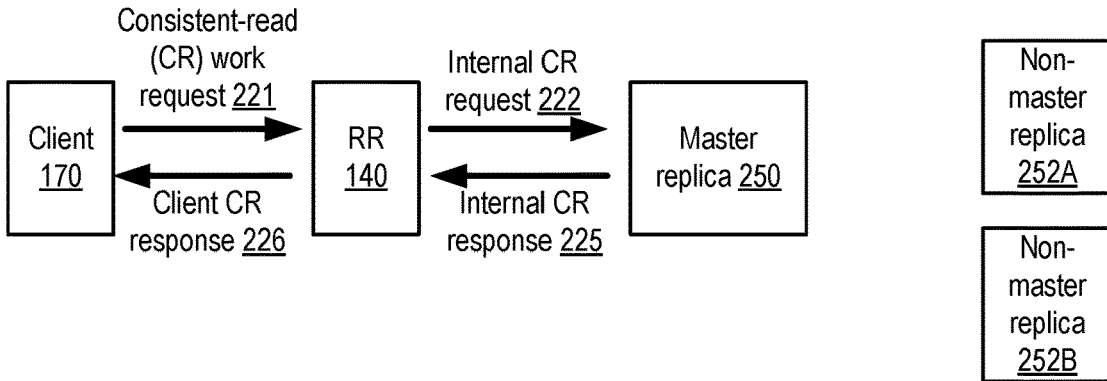 Consistent-read
(CR) work
request 221
Client
170
Client CR
response 226
RR
140
Internal CR
request 222
Internal CR
response 225
Master
replica 250
Non-
master
replica
252A
Non-
master
replica
252B